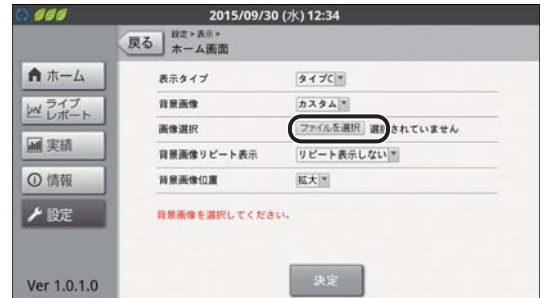 2015/09/30 (水) 12:34
戻る
設定＞表示＞
ホーム画面
ホーム
ライブ
レポート
実績
情報
設定
Ver 1.0.1.0
表示タイプ タイプC
背景画像 カスタム
画像選択 ファイルを選択 選択されていません
背景画像リピート表示 リピート表示しない
背景画像位置 拡大
背景画像を選択してください。
決定